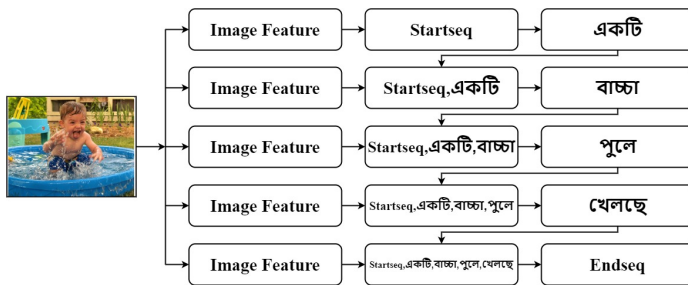 Image Feature Startseq একটি
Image Feature Startseq,একটি বাচ্চা
Image Feature Startseq,একটি,বাচ্চা পুলে
Image Feature Startseq,একটি,বাচ্চা,পুলে খেলছে
Image Feature Startseq,একটি,বাচ্চা,পুলে,খেলছে Endseq